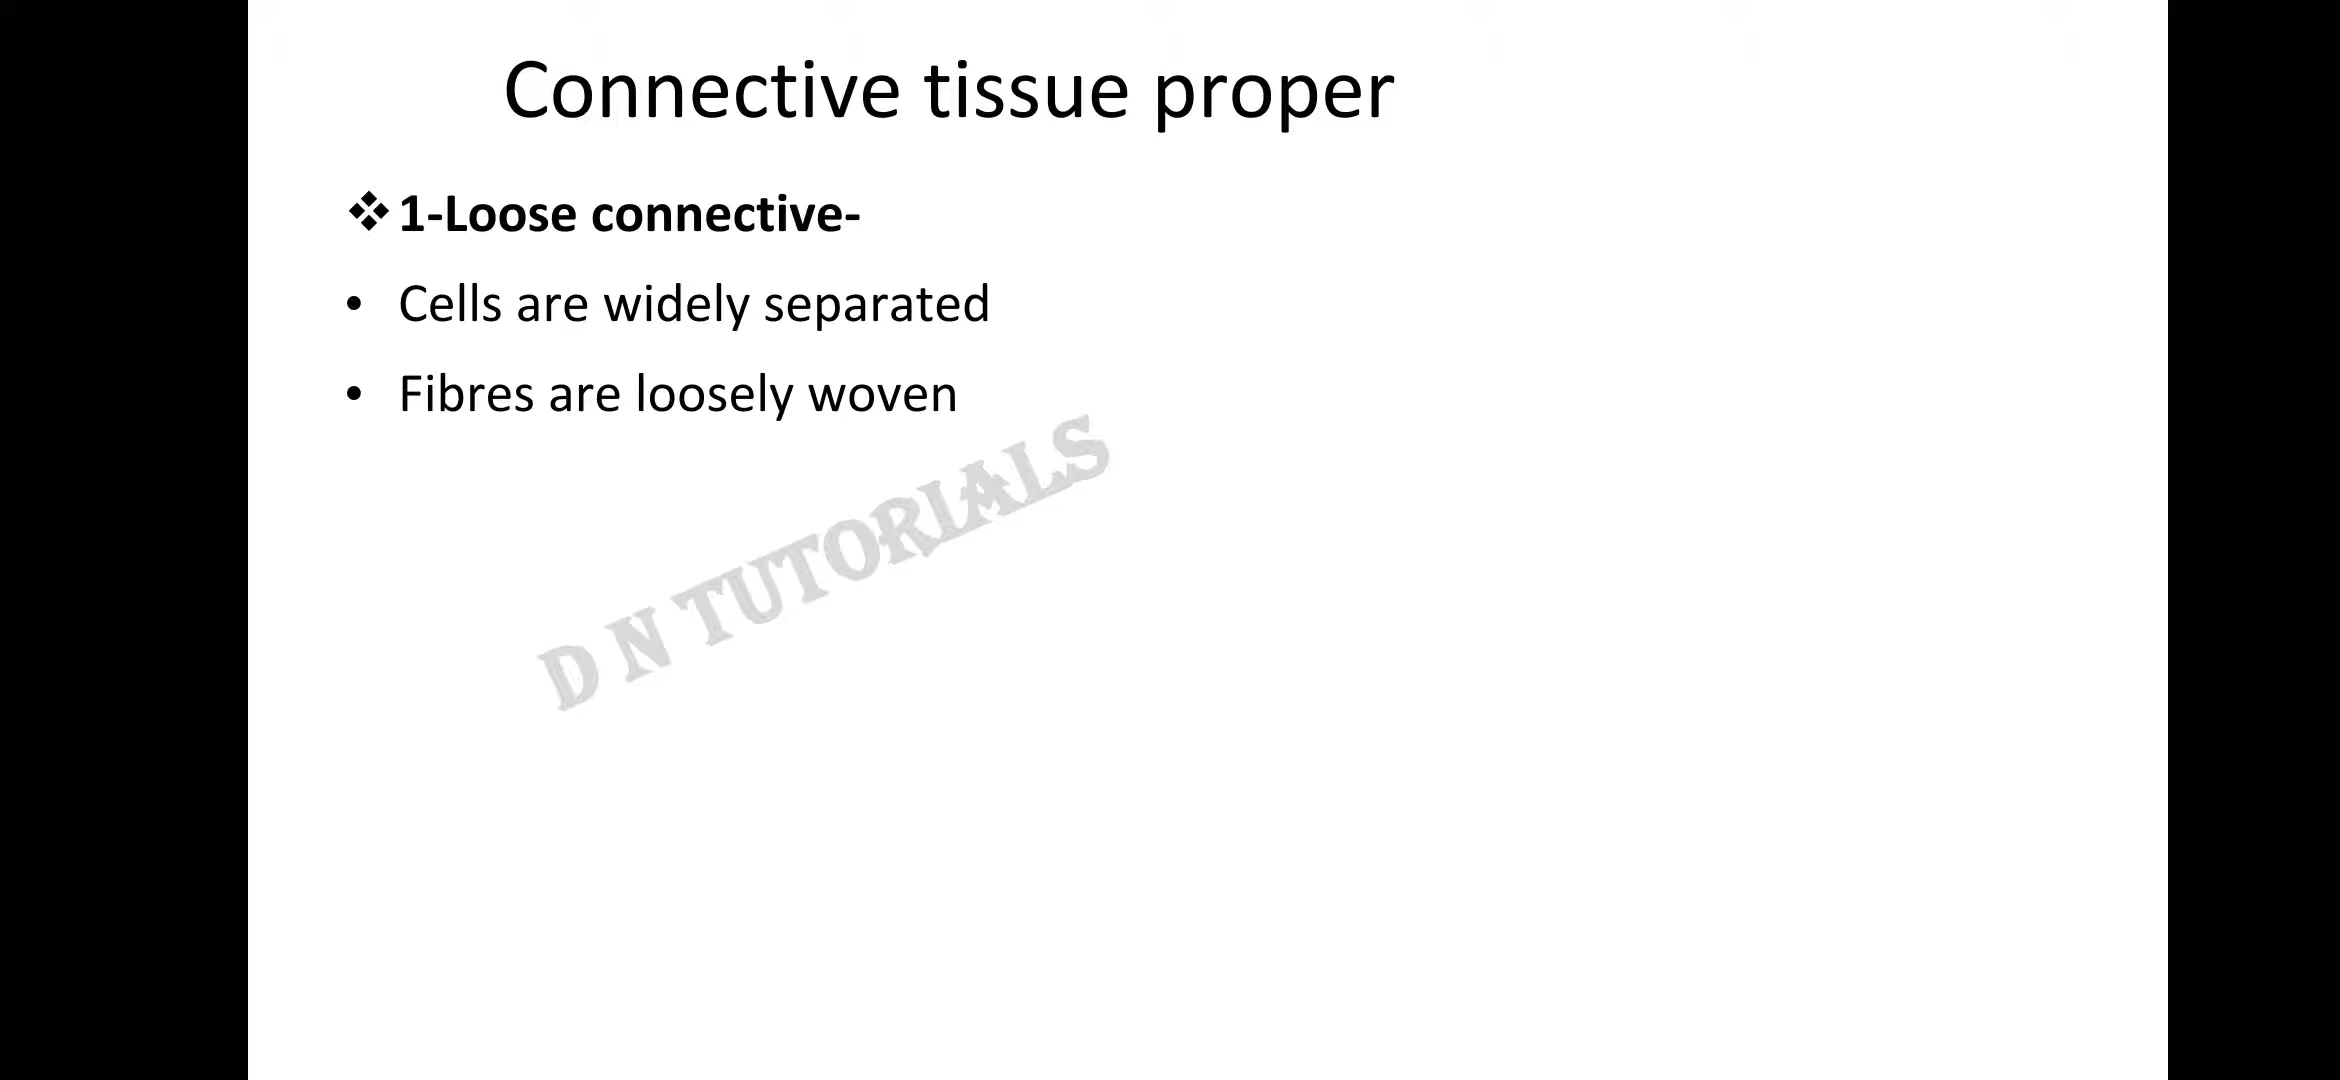 Connective tissue proper
❖ 1-Loose connective-
• Cells are widely separated
• Fibres are loosely woven
D N TUTORIALS